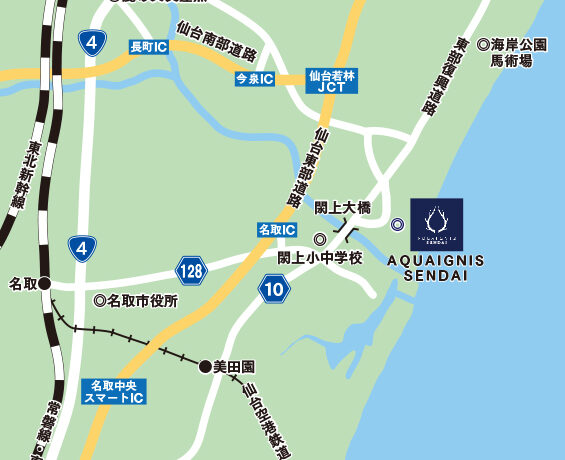 4
長町IC
仙台南部道路
今泉IC
仙台若林
JCT
東部復興道路
海岸公園
馬術場
東北新幹線
仙台東部道路
閖上大橋
AQUAIGNIS
SENDAI
AQUAIGNIS
SENDAI
名取IC
閖上小中学校
4
128
10
名取
名取市役所
美田園
名取中央
スマートIC
仙台空港鉄道
常磐線